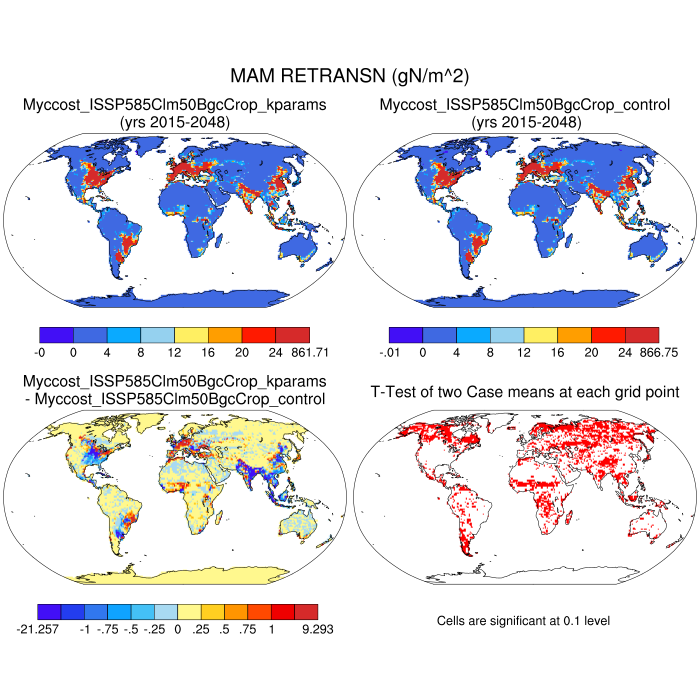 MAM RETRANSN (gN/m^2)
Myccost_ISSP585Clm50BgcCrop_kparams
(yrs 2015-2048)
Myccost_ISSP585Clm50BgcCrop_control
(yrs 2015-2048)
-0 0 4 8 12 16 20 24 861.71
-.01 0 4 8 12 16 20 24 866.75
Myccost_ISSP585Clm50BgcCrop_kparams
- Myccost_ISSP585Clm50BgcCrop_control
T-Test of two Case means at each grid point
-21.257 -1 -.75 -.5 -.25 0 .25 .5 .75 1 9.293
Cells are significant at 0.1 level